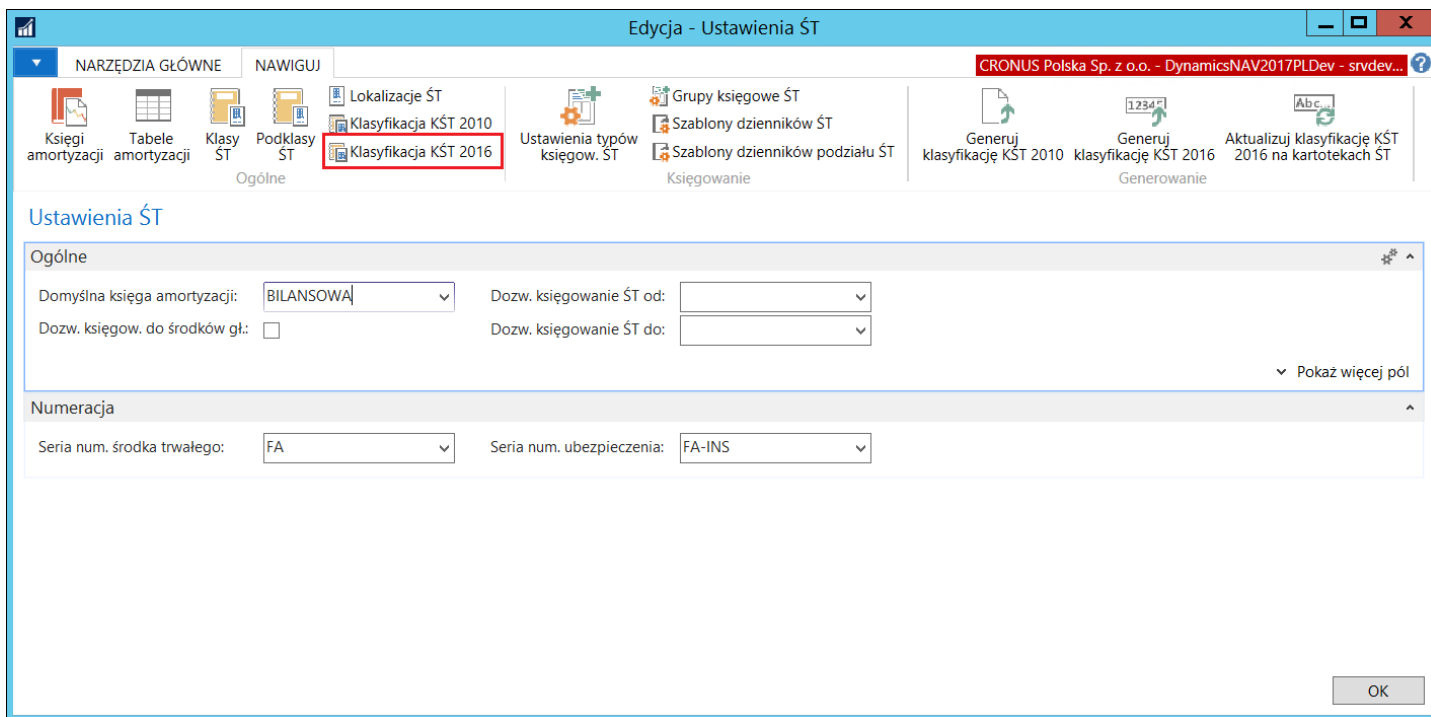 Edycja - Ustawienia ŚT
NARZĘDZIA GŁÓWNE
NAWIGUJ
CRONUS Polska Sp. z o.o. - DynamicsNAV2017PLDev - srvdev...
?
Księgi
amortyzacji
Tabele
amortyzacji
Klasy
ŚT
Podklasy
ŚT
Lokalizacje ŚT
Klasyfikacja KŚT 2010
Klasyfikacja KŚT 2016
Ogólne
Ustawienia typów
księgow. ŚT
Grupy księgowe ŚT
Szablony dzienników ŚT
Szablony dzienników podziału ŚT
Księgowanie
Generuj
klasyfikację KŚT 2010
Generuj
klasyfikację KŚT 2016
Aktualizuj klasyfikację KŚT
2016 na kartotekach ŚT
Generowanie
Ustawienia ŚT
Ogólne
Domyślna księga amortyzacji: BILANSOWA
Dozw. księgowanie ŚT od:
Dozw. księgow. do środków gł.:
Dozw. księgowanie ŚT do:
Pokaż więcej pól
Numeracja
Seria num. środka trwałego: FA
Seria num. ubezpieczenia: FA-INS
OK